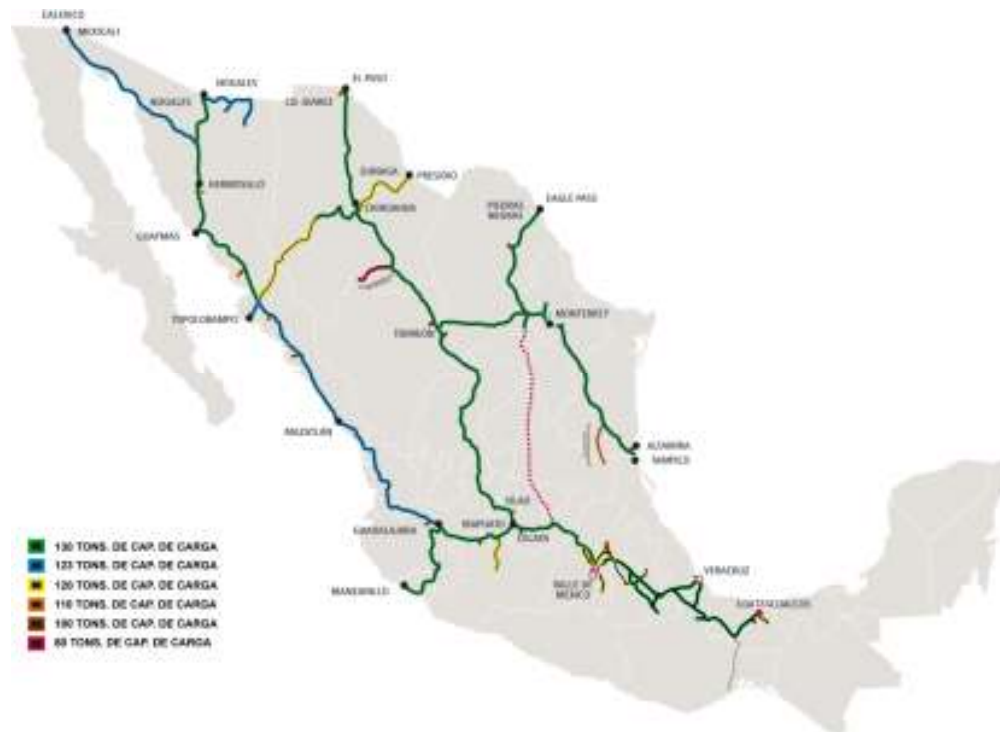 CALEXICO
MEXICALI
NOGALES
NOGALES
EL PASO
CD. JUAREZ
HERMOSILLO
OJINAGA
PRESIDIO
CHIHUAHUA
GUAYMAS
PIEDRAS
NEGRAS
EAGLE PASS
TOPOLOBAMPO
TORREON
MONTERREY
MAZATLAN
ALTAMIRA
TAMPICO
SILAO
GUADALAJARA
IRAPUATO
CELAYA
MANZANILLO
VALLE DE
MEXICO
VERACRUZ
COATZACOALCOS
130 TONS. DE CAP. DE CARGA
123 TONS. DE CAP. DE CARGA
120 TONS. DE CAP. DE CARGA
110 TONS. DE CAP. DE CARGA
100 TONS. DE CAP. DE CARGA
80 TONS. DE CAP. DE CARGA